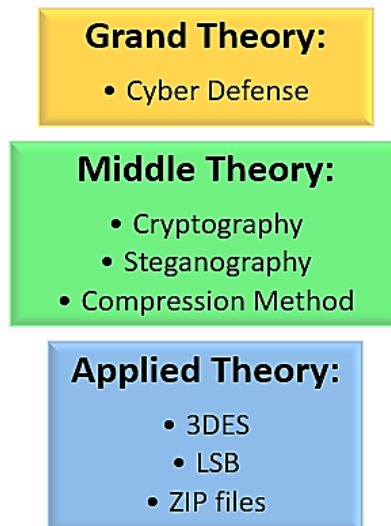 Grand Theory:
• Cyber Defense
Middle Theory:
• Cryptography
• Steganography
• Compression Method
Applied Theory:
• 3DES
• LSB
• ZIP files